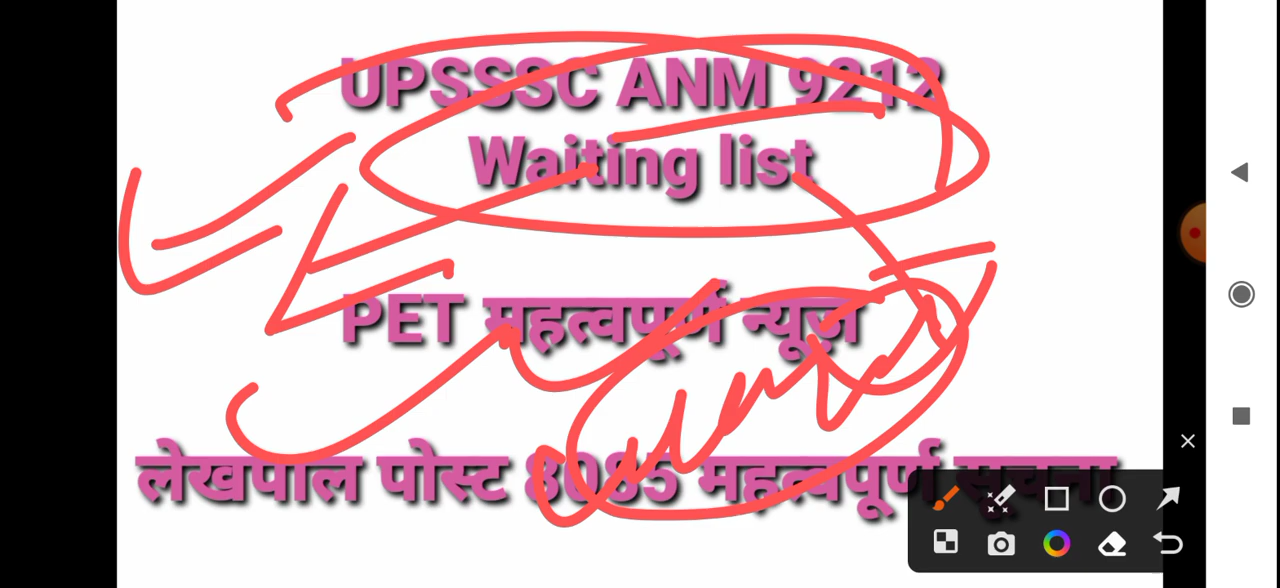 UPSSSC ANM 9212
Waiting list
PET महत्वपूर्ण न्यूज़
लेखपाल पोस्ट 8085 महत्वपूर्ण सूचना